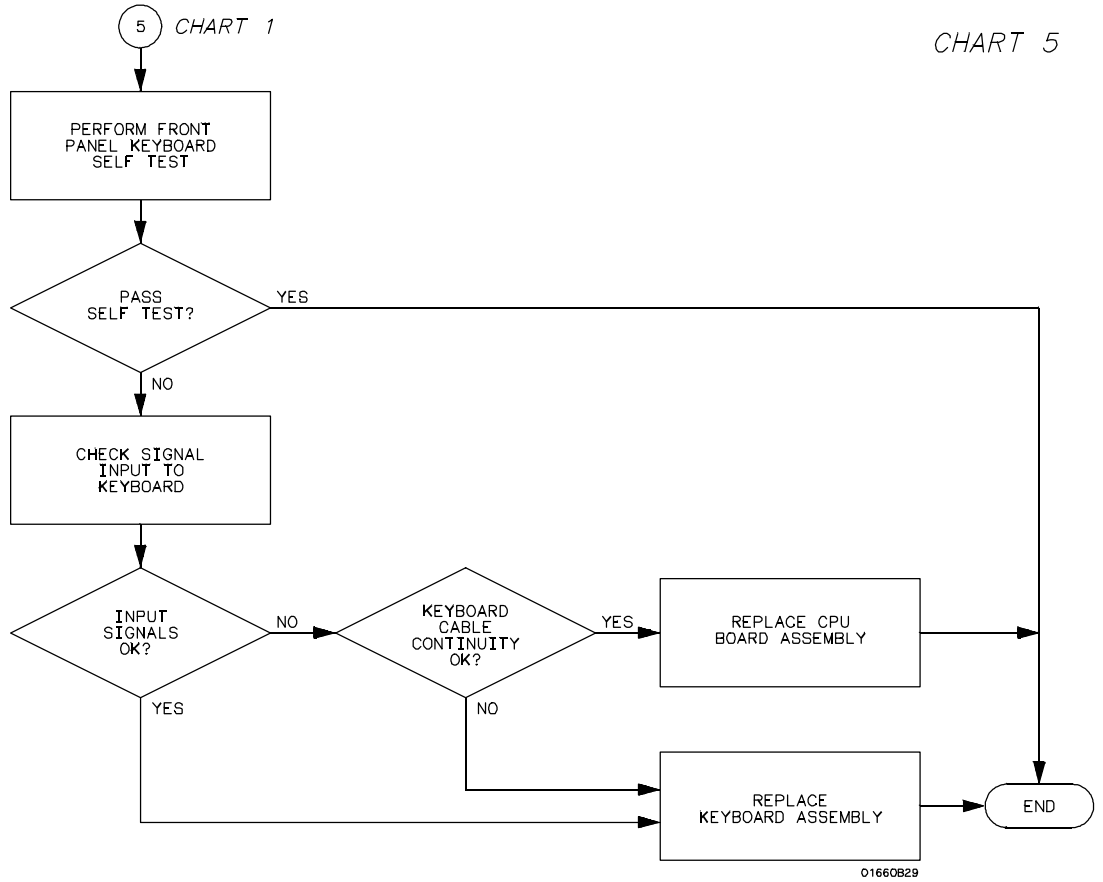 5 CHART 1
CHART 5
PERFORM FRONT
PANEL KEYBOARD
SELF TEST
PASS
SELF TEST?
YES
NO
CHECK SIGNAL
INPUT TO
KEYBOARD
INPUT
SIGNALS
OK?
NO
YES
KEYBOARD
CABLE
CONTINUITY
OK?
YES
NO
REPLACE CPU
BOARD ASSEMBLY
REPLACE
KEYBOARD ASSEMBLY
END
01660B29